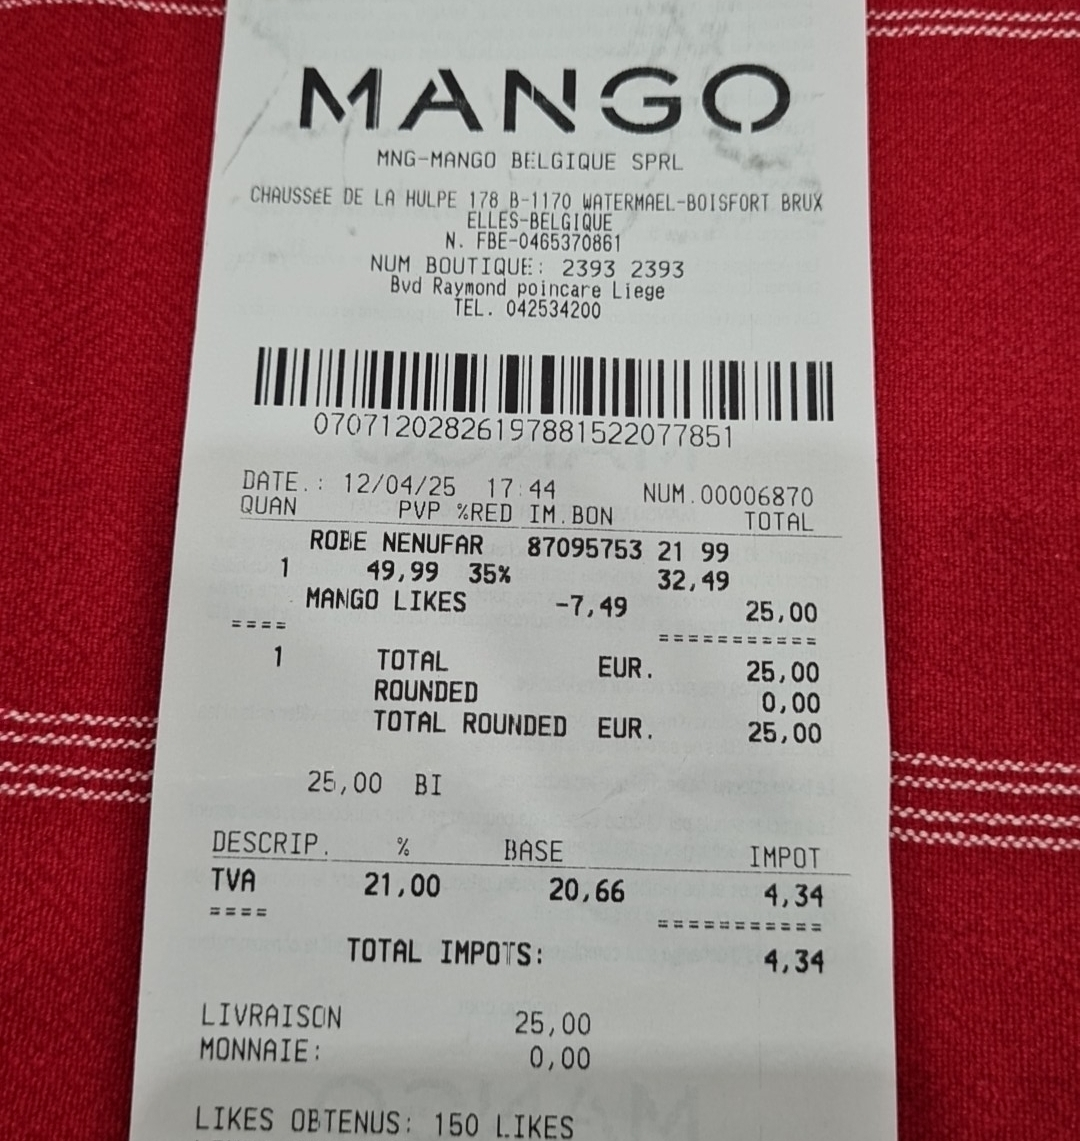 MANGO
MNG-MANGO BELGIQUE SPRL
CHAUSSÉE DE LA HULPE 178 B-1170 WATERMAEL-BOISFORT BRUX
ELLES-BELGIQUE
N. FBE-0465370861
NUM BOUTIQUE: 2393 2393
Bvd Raymond poincare Liege
TEL. 042534200
07071202826197881522077851
DATE.: 12/04/25 17:44 NUM.00006870
QUAN PVP %RED IM.BON TOTAL
ROBE NENUFAR 87095753 21 99
1 49,99 35% 32,49
MANGO LIKES -7,49 25,00
==== ===========
1 TOTAL EUR. 25,00
ROUNDED 0,00
TOTAL ROUNDED EUR. 25,00
25,00 BI
DESCRIP. % BASE IMPOT
TVA 21,00 20,66 4,34
==== ===========
TOTAL IMPOTS: 4,34
LIVRAISON 25,00
MONNAIE: 0,00
LIKES OBTENUS: 150 LIKES